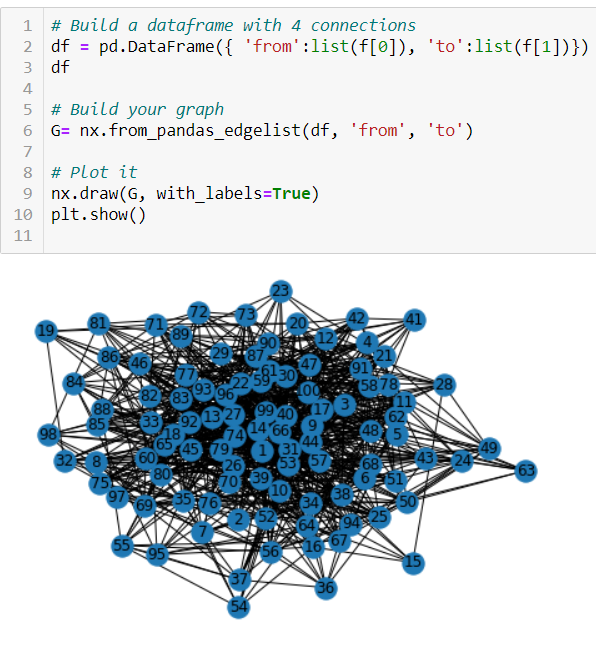 1 # Build a dataframe with 4 connections
2 df = pd.DataFrame({ 'from':list(f[0]), 'to':list(f[1])})
3 df
4
5 # Build your graph
6 G= nx.from_pandas_edgelist(df, 'from', 'to')
7
8 # Plot it
9 nx.draw(G, with_labels=True)
10 plt.show()
11
23
72 73
81 71 20 42 41
19 89 12
90 4
86 29 87 21
46 61 47 91
77 59 30
84 93 22 100 58 78 28
82 83 96
88 99 17 3 11
13 27 40 62
85 33 92 9
98 18 74 14 66 48 5
65 45 79 1 31 44
32 8 60 26 53 57 68 43 24 49
80 63
75 70 39 6 51
97 69 35 76 10 34 38 50
2 52 64 94 25
7 16 67
55 95 56 15
37 36
54